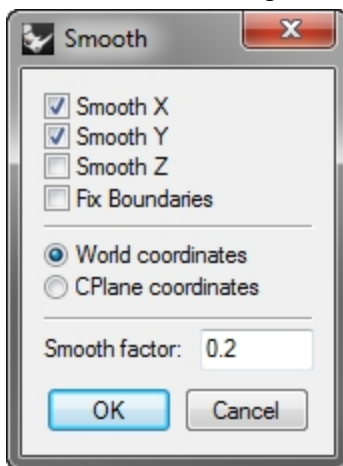 Smooth
Smooth X
Smooth Y
Smooth Z
Fix Boundaries
World coordinates
CPlane coordinates
Smooth factor: 0.2
OK Cancel